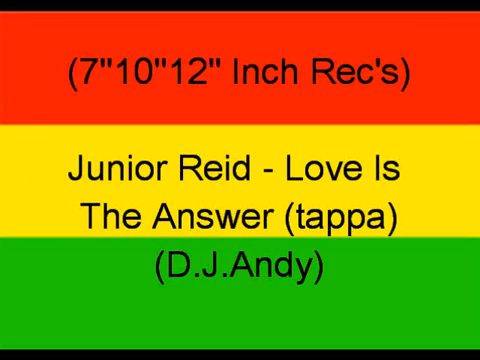 (7"10"12" Inch Rec's)
Junior Reid - Love Is
The Answer (tappa)
(D.J.Andy)